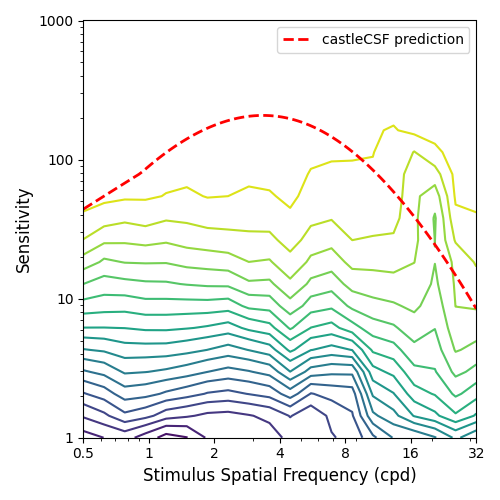 1000
castleCSF prediction
100
Sensitivity
10
1
0.5 1 2 4 8 16 32
Stimulus Spatial Frequency (cpd)